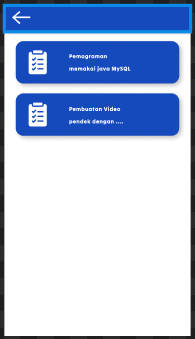 Pemograman
memakai java MySQL
Pembuatan Video
pendek dengan ....